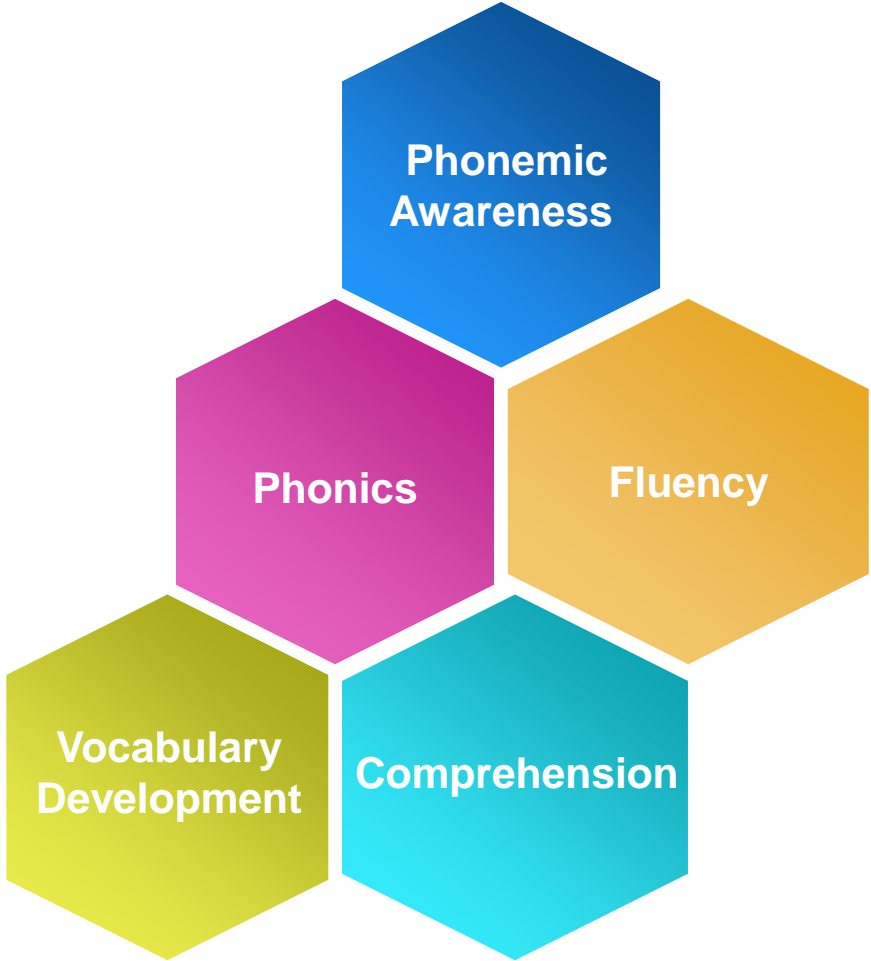 Phonemic
Awareness
Phonics
Fluency
Vocabulary
Development
Comprehension